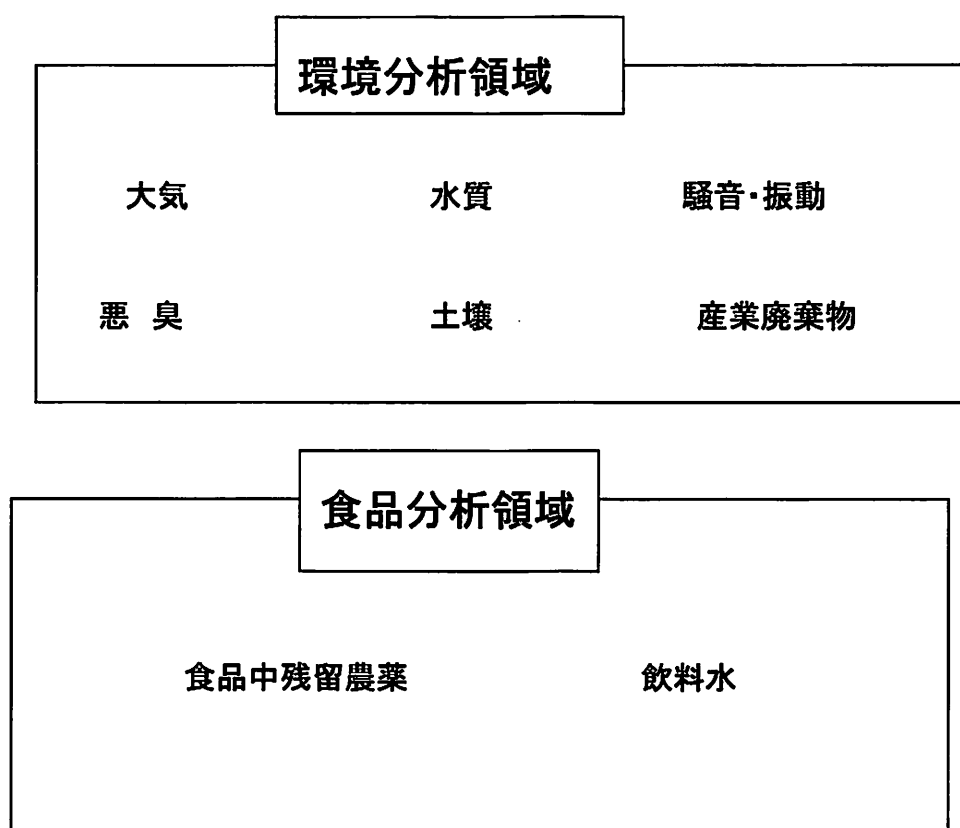 環境分析領域
大気 水質 騒音・振動
悪 臭 土壌 産業廃棄物
食品分析領域
食品中残留農薬 飲料水